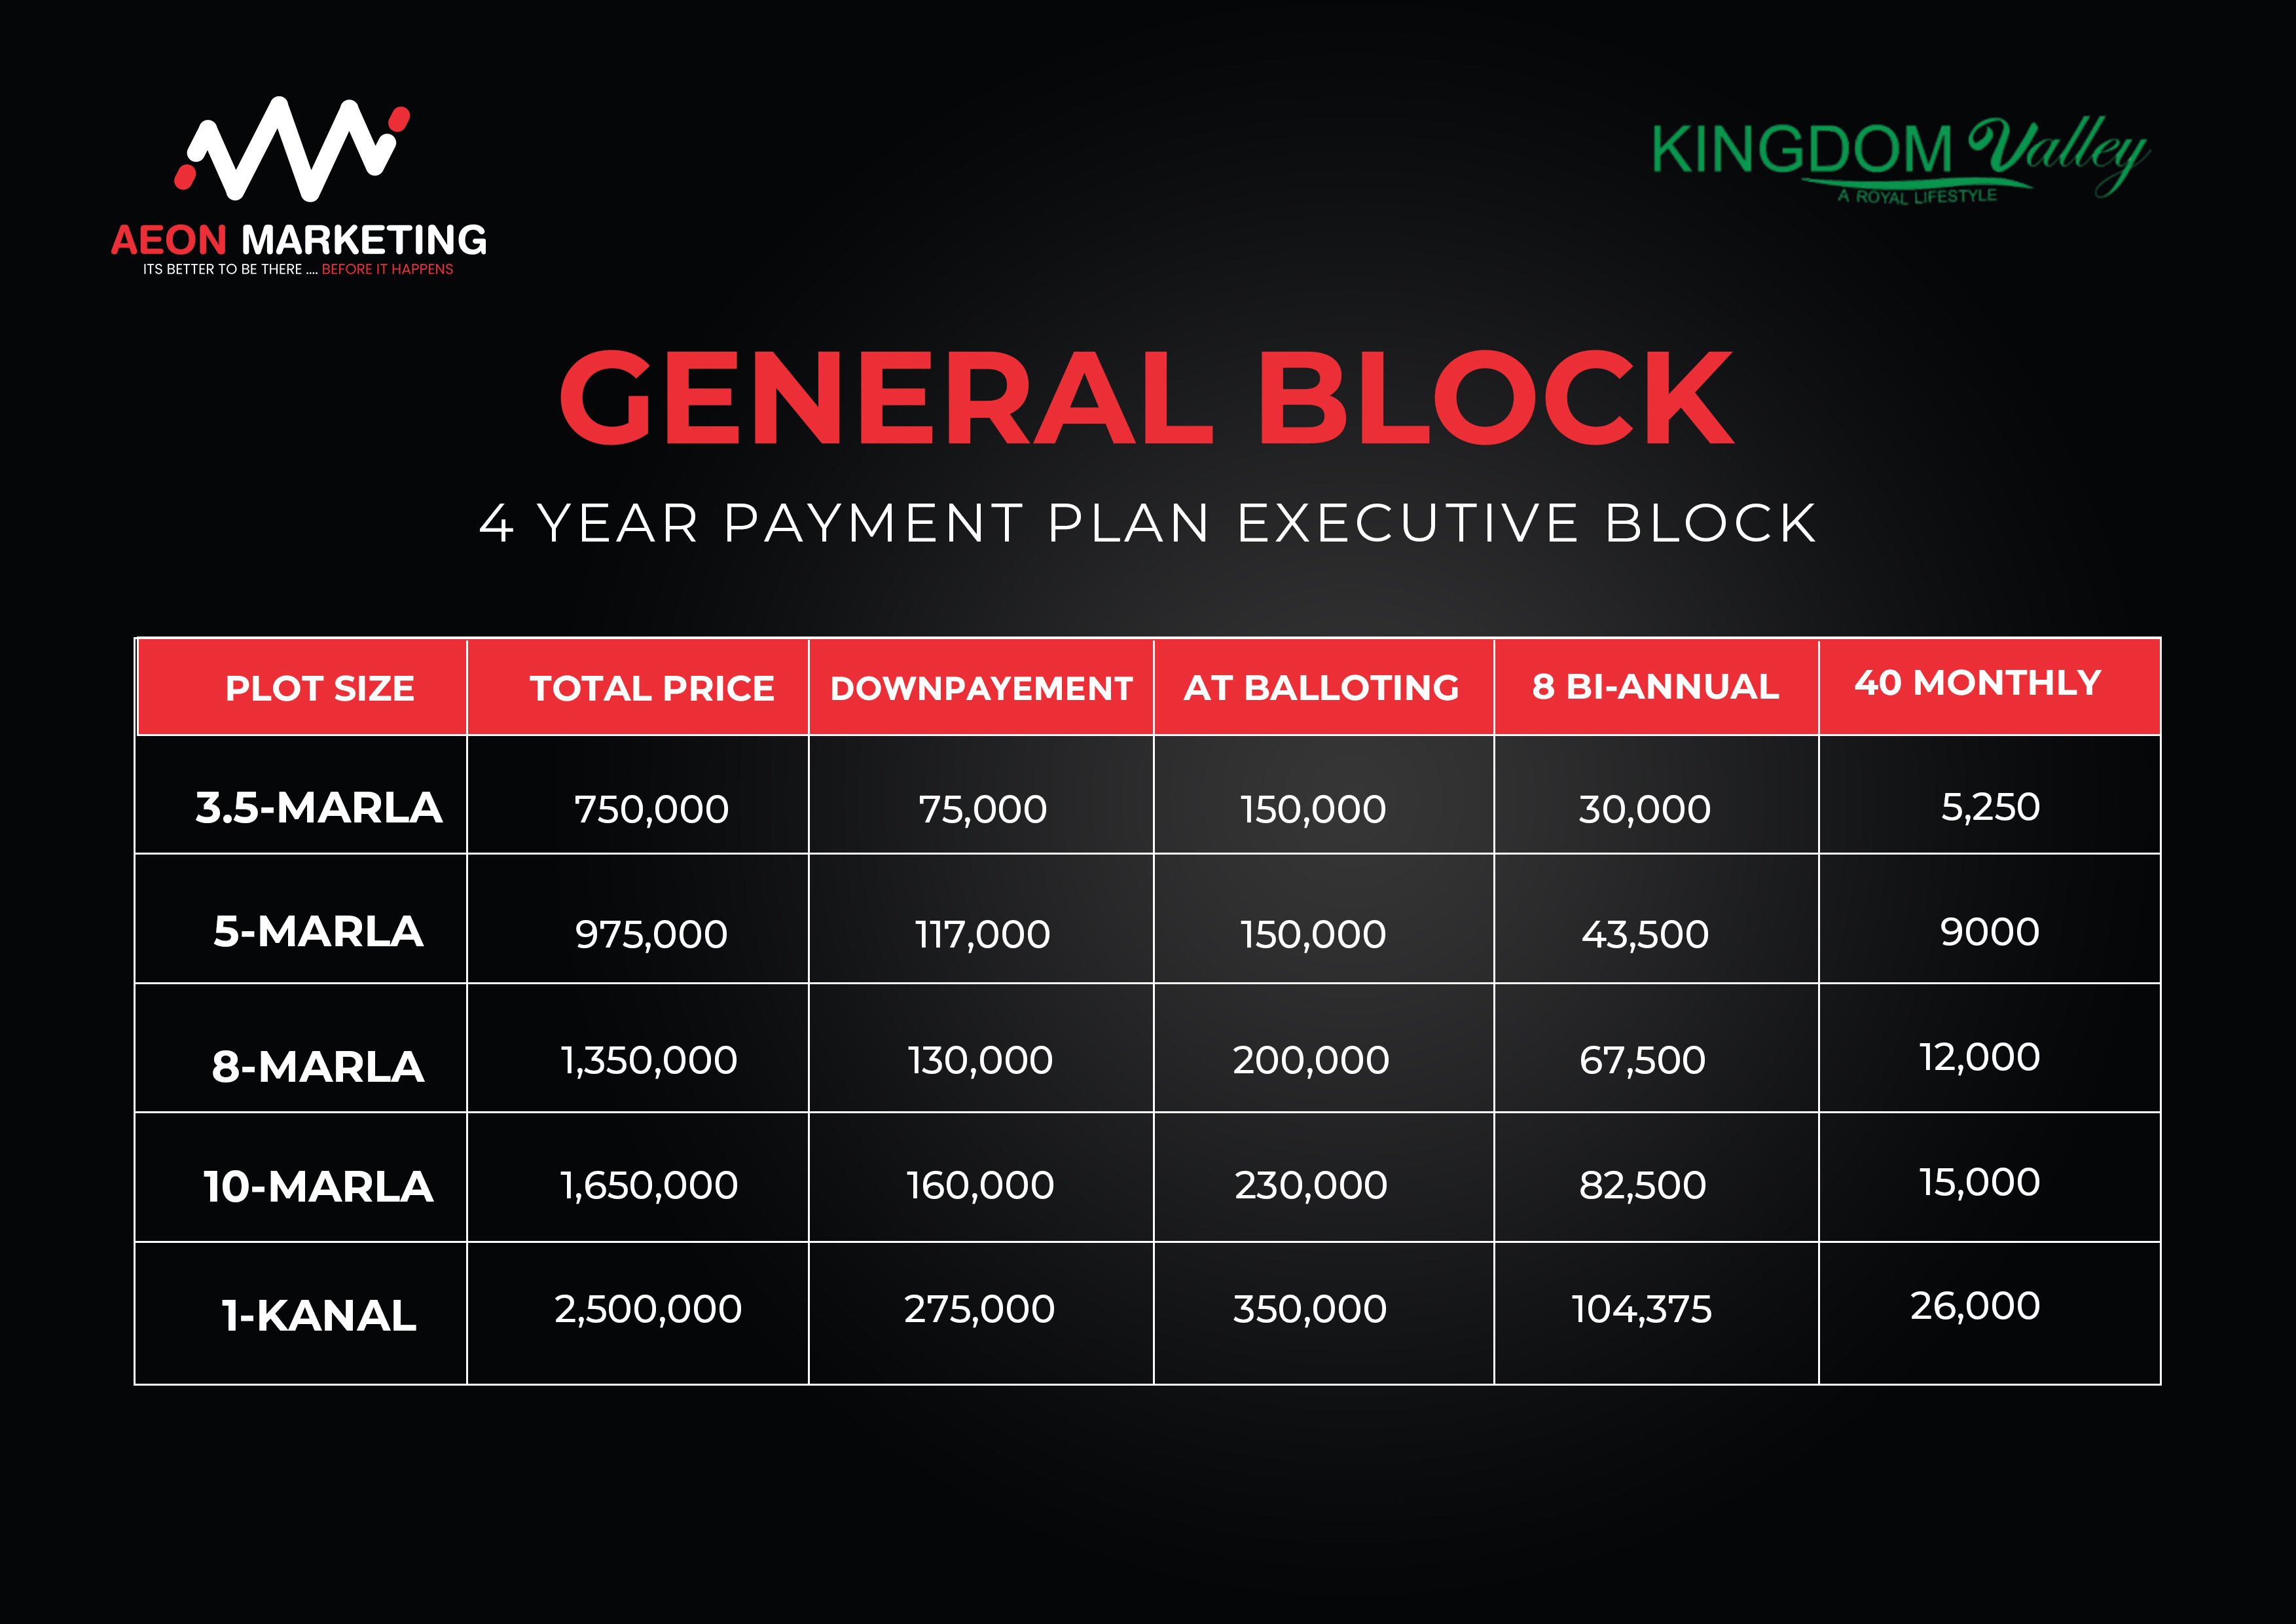 AEON MARKETING
ITS BETTER TO BE THERE .... BEFORE IT HAPPENS
KINGDOM Valley
A ROYAL LIFESTYLE
GENERAL BLOCK
4 YEAR PAYMENT PLAN EXECUTIVE BLOCK
PLOT SIZE TOTAL PRICE DOWNPAYEMENT AT BALLOTING 8 BI-ANNUAL 40 MONTHLY
3.5-MARLA 750,000 75,000 150,000 30,000 5,250
5-MARLA 975,000 117,000 150,000 43,500 9000
8-MARLA 1,350,000 130,000 200,000 67,500 12,000
10-MARLA 1,650,000 160,000 230,000 82,500 15,000
1-KANAL 2,500,000 275,000 350,000 104,375 26,000